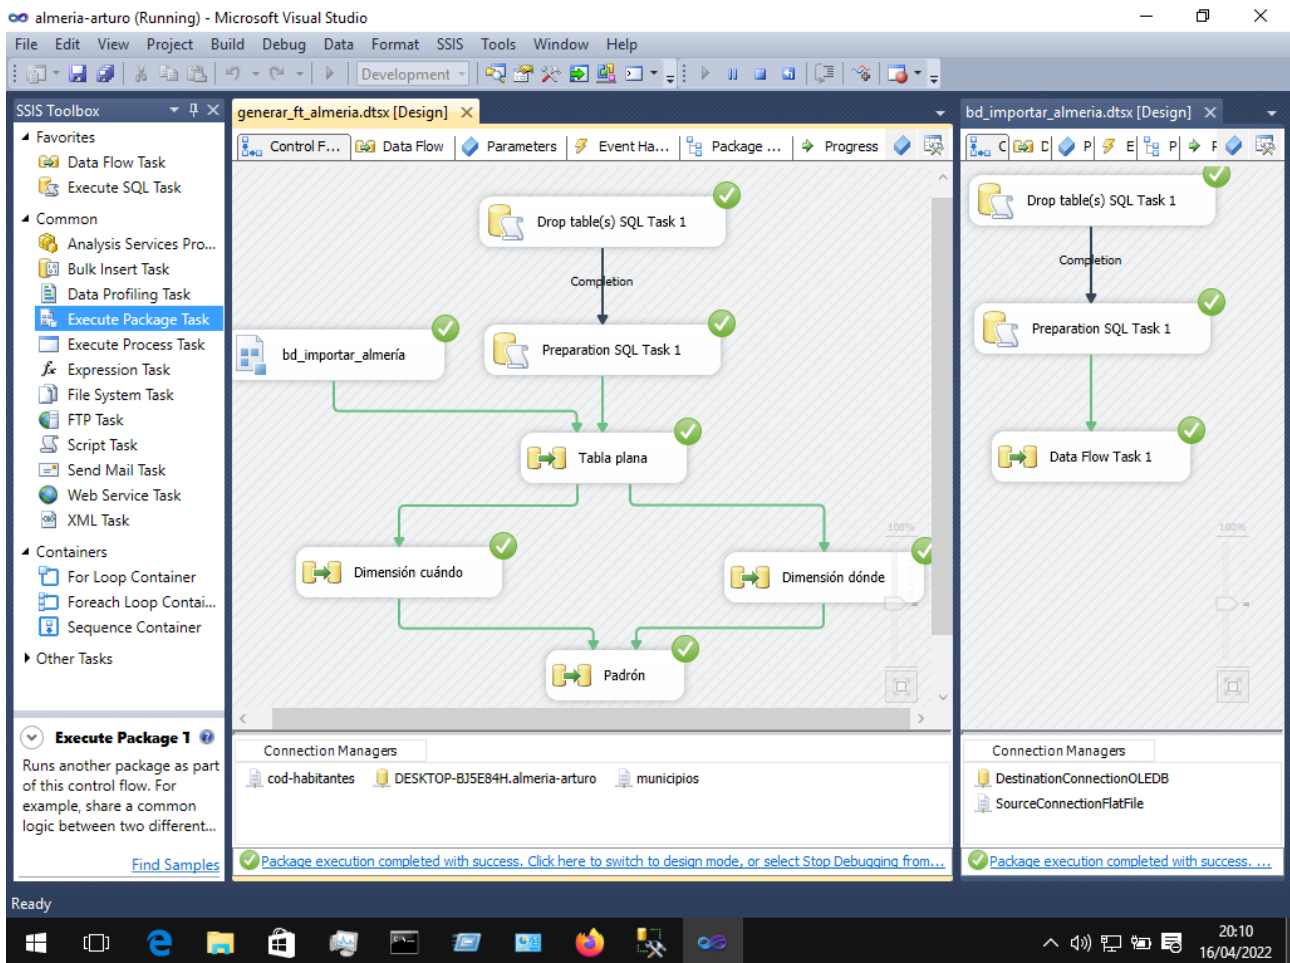 almeria-arturo (Running) - Microsoft Visual Studio
File Edit View Project Build Debug Data Format SSIS Tools Window Help
Development
SSIS Toolbox
Favorites
Data Flow Task
Execute SQL Task
Common
Analysis Services Pro...
Bulk Insert Task
Data Profiling Task
Execute Package Task
Execute Process Task
Expression Task
File System Task
FTP Task
Script Task
Send Mail Task
Web Service Task
XML Task
Containers
For Loop Container
Foreach Loop Contai...
Sequence Container
Other Tasks
Execute Package T
Runs another package as part
of this control flow. For
example, share a common
logic between two different...
Find Samples
generar_ft_almeria.dtsx [Design]
Control F... Data Flow Parameters Event Ha... Package ... Progress
Drop table(s) SQL Task 1
Completion
bd_importar_almería
Preparation SQL Task 1
Tabla plana
100%
Dimensión cuándo
Dimensión dónde
Padrón
Connection Managers
cod-habitantes DESKTOP-BJ5E84H.almeria-arturo municipios
Package execution completed with success. Click here to switch to design mode, or select Stop Debugging from...
bd_importar_almeria.dtsx [Design]
C D P E P F
Drop table(s) SQL Task 1
Completion
Preparation SQL Task 1
Data Flow Task 1
100%
Connection Managers
DestinationConnectionOLEDB
SourceConnectionFlatFile
Package execution completed with success. ...
Ready
20:10
16/04/2022